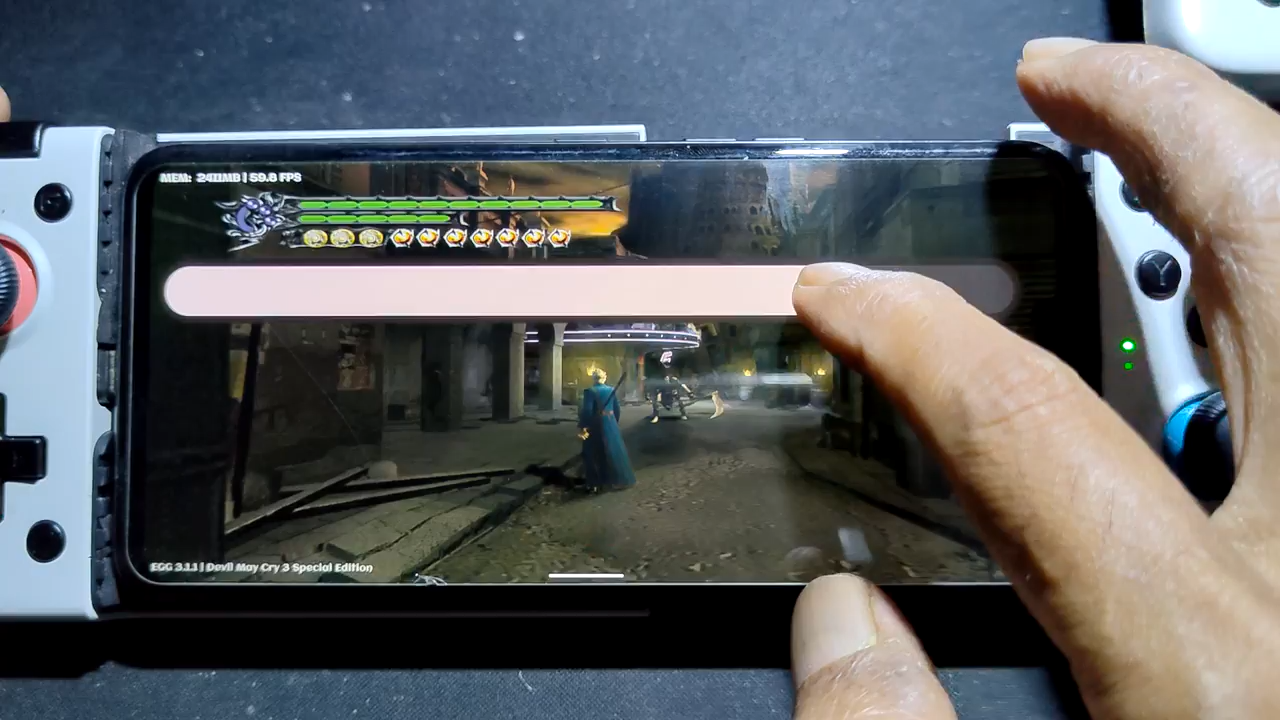 MEM: 2411MB | 59.8 FPS
Y
EGG 3.1.1 | Devil May Cry 3 Special Edition